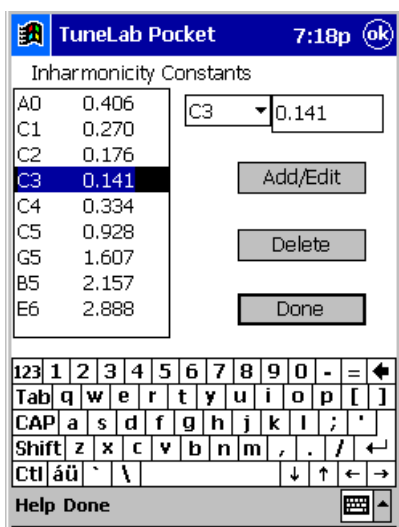 TuneLab Pocket 7:18p ok
Inharmonicity Constants
A0 0.406
C1 0.270
C2 0.176
C3 0.141
C4 0.334
C5 0.928
G5 1.607
B5 2.157
E6 2.888
C3 0.141
Add/Edit
Delete
Done
123 1 2 3 4 5 6 7 8 9 0 - =
Tab q w e r t y u i o p [ ]
CAP a s d f g h j k l ; '
Shift z x c v b n m , . /
Ctl áü ` \
Help Done